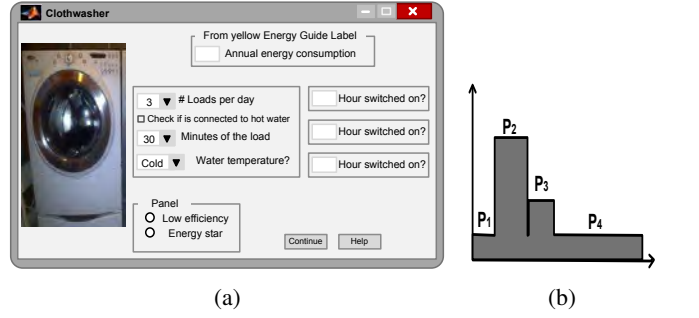 Clothwasher
From yellow Energy Guide Label
Annual energy consumption
3 # Loads per day
Check if is connected to hot water
30 Minutes of the load
Cold Water temperature?
Hour switched on?
Hour switched on?
Hour switched on?
Panel
Low efficiency
Energy star
Continue Help
P1
P2
P3
P4
(a)
(b)